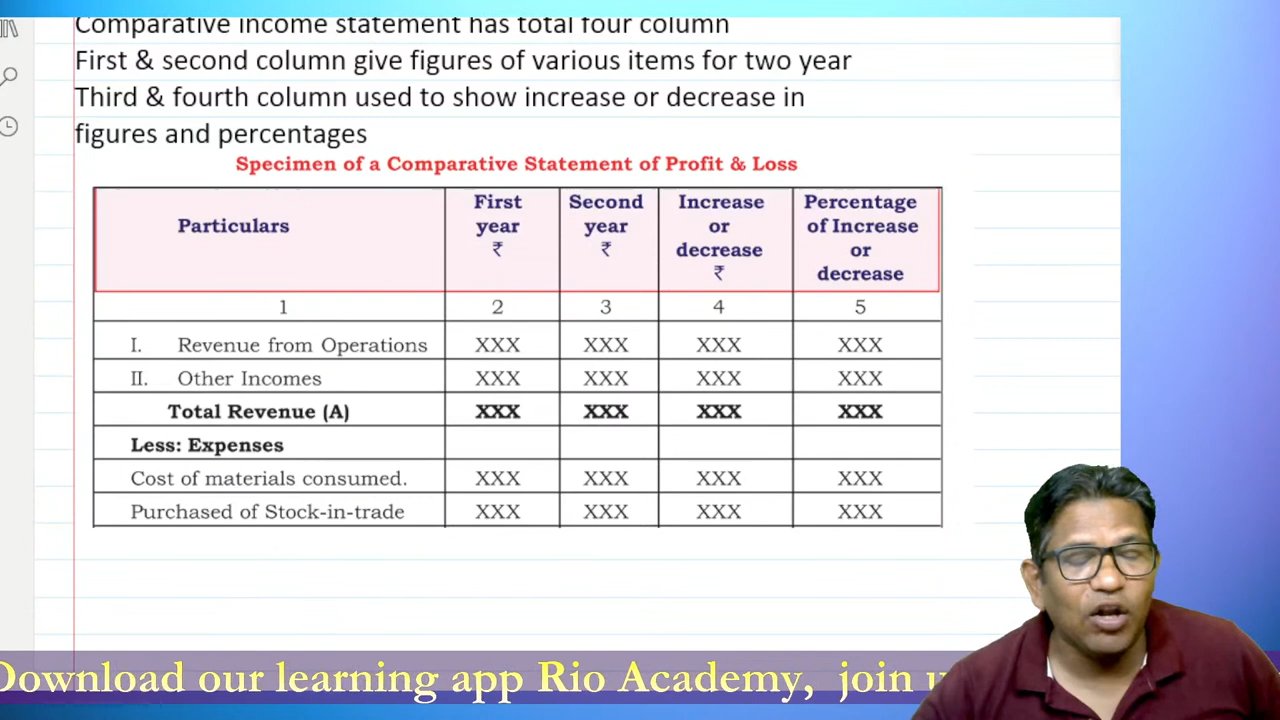 Comparative income statement has total four column
First & second column give figures of various items for two year
Third & fourth column used to show increase or decrease in
figures and percentages
Specimen of a Comparative Statement of Profit & Loss
Particulars First year ₹ Second year ₹ Increase or decrease ₹ Percentage of Increase or decrease
1 2 3 4 5
I. Revenue from Operations XXX XXX XXX XXX
II. Other Incomes XXX XXX XXX XXX
Total Revenue (A) XXX XXX XXX XXX
Less: Expenses
Cost of materials consumed. XXX XXX XXX XXX
Purchased of Stock-in-trade XXX XXX XXX XXX
Download our learning app Rio Academy, join